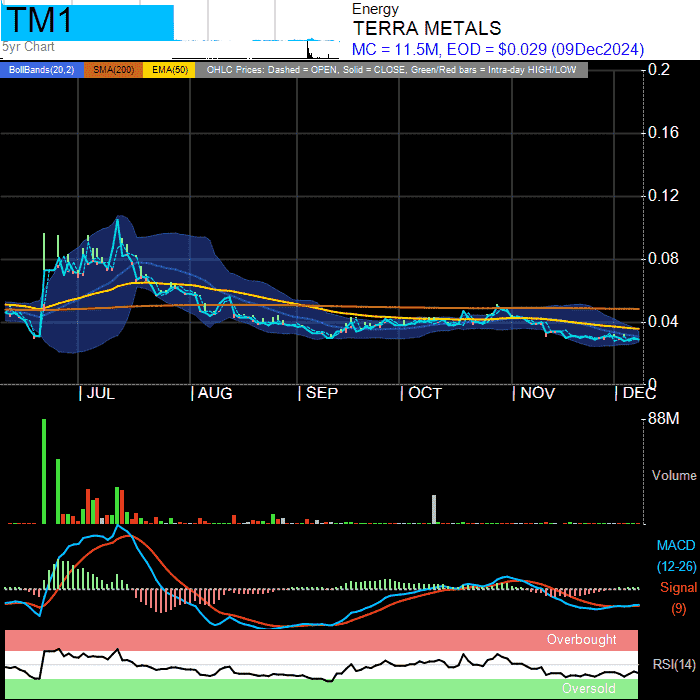 TM1
5yr Chart
Energy
TERRA METALS
MC = 11.5M, EOD = $0.029 (09Dec2024)
BollBands(20,2) SMA(200) EMA(50) OHLC Prices: Dashed = OPEN, Solid = CLOSE, Green/Red bars = Intra-day HIGH/LOW
0.2
0.16
0.12
0.08
0.04
0
JUL AUG SEP OCT NOV DEC
88M
Volume
MACD
(12-26)
Signal
(9)
Overbought
RSI(14)
Oversold